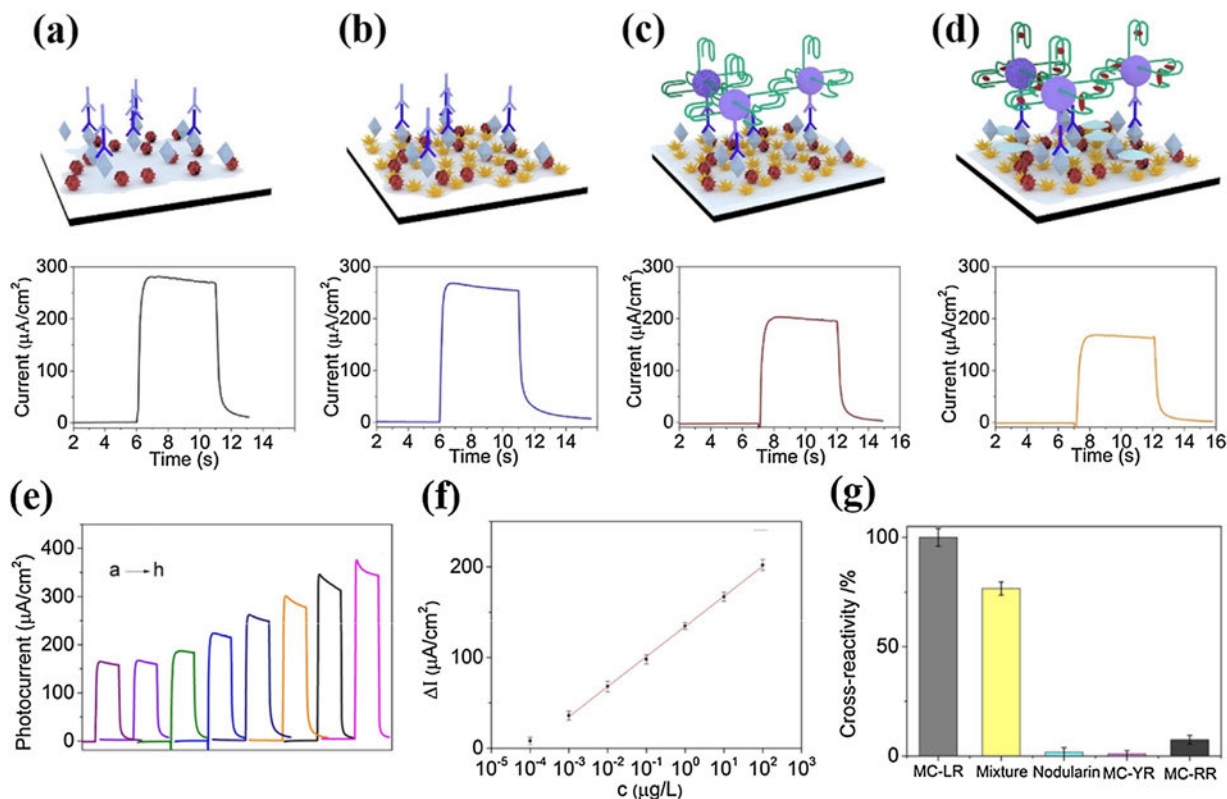 (a)
(b)
(c)
(d)
300
200
100
0
Current (μA/cm²)
2 4 6 8 10 12 14
Time (s)
300
200
100
0
Current (μA/cm²)
2 4 6 8 10 12 14
Time (s)
300
200
100
0
Current (μA/cm²)
2 4 6 8 10 12 14 16
Time (s)
300
200
100
0
Current (μA/cm²)
2 4 6 8 10 12 14 16
Time (s)
(e)
400
300
200
100
0
Photocurrent (μA/cm²)
a → h
(f)
200
100
0
ΔI (μA/cm²)
10⁻⁵ 10⁻⁴ 10⁻³ 10⁻² 10⁻¹ 10⁰ 10¹ 10² 10³
c (μg/L)
(g)
100
50
0
Cross-reactivity /%
MC-LR Mixture Nodularin MC-YR MC-RR